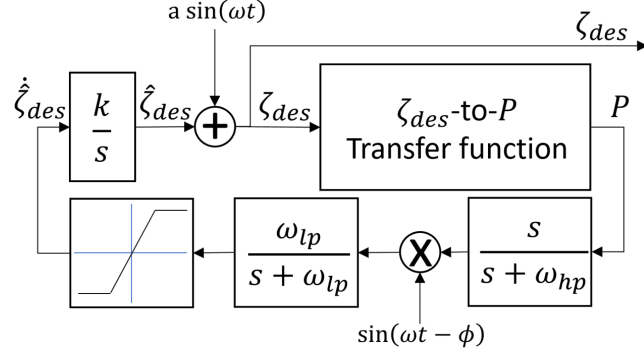 a sin(ωt)
ζ_des
ζ̂̇_des
k
s
ζ̂_des
+
ζ_des
ζ_des-to-P
Transfer function
P
ω_lp
s + ω_lp
X
s
s + ω_hp
sin(ωt − ϕ)